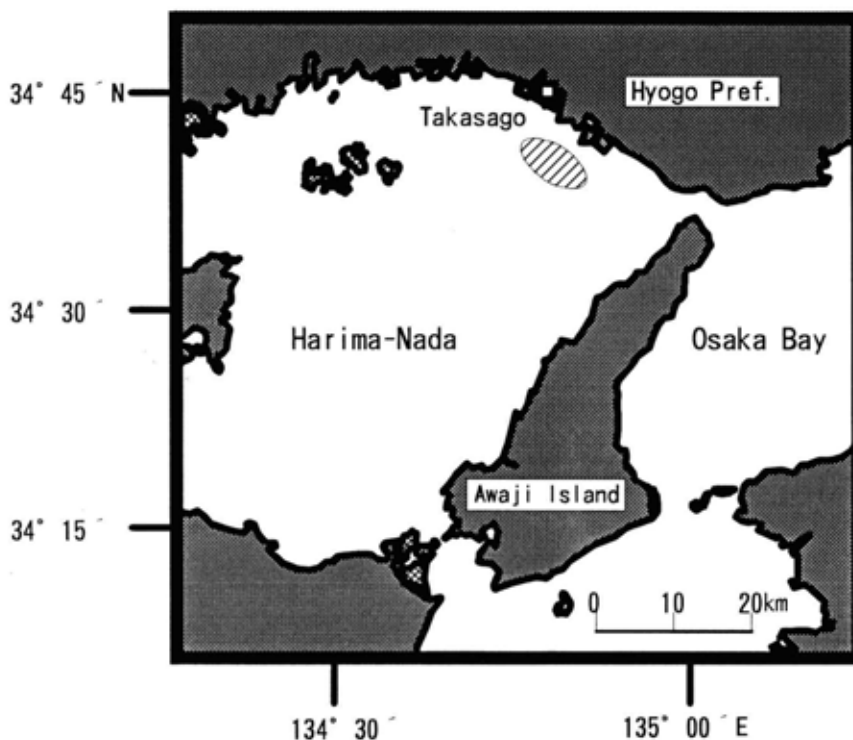 34° 45´ N
Hyogo Pref.
Takasago
34° 30´
Harima-Nada
Osaka Bay
Awaji Island
34° 15´
0 10 20km
134° 30´
135° 00´ E